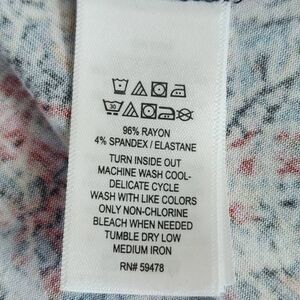 30
96% RAYON
4% SPANDEX / ELASTANE
TURN INSIDE OUT
MACHINE WASH COOL-
DELICATE CYCLE
WASH WITH LIKE COLORS
ONLY NON-CHLORINE
BLEACH WHEN NEEDED
TUMBLE DRY LOW
MEDIUM IRON
RN# 59478